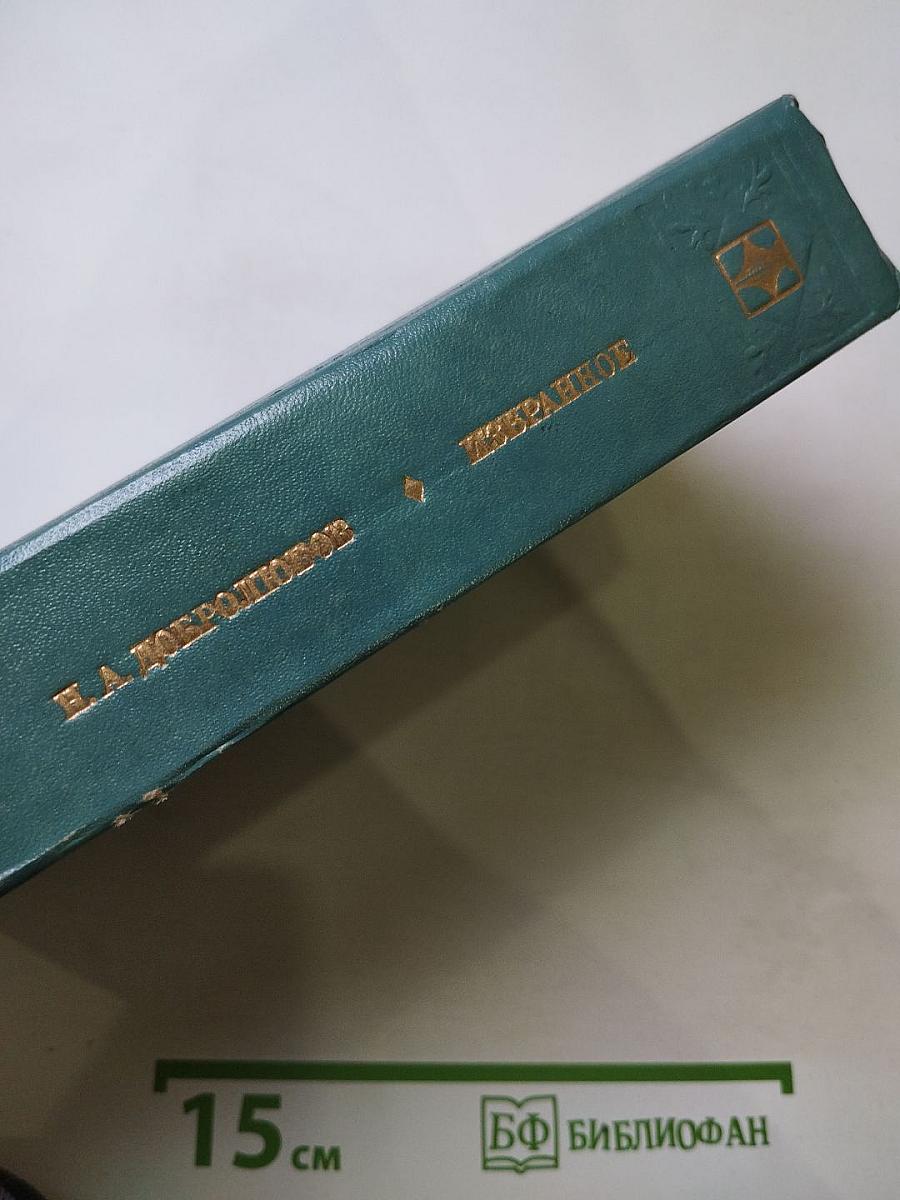 Н. А. ДОБРОЛЮБОВ ♦ ИЗБРАННОЕ
15 см
БФ БИБЛИОФАН